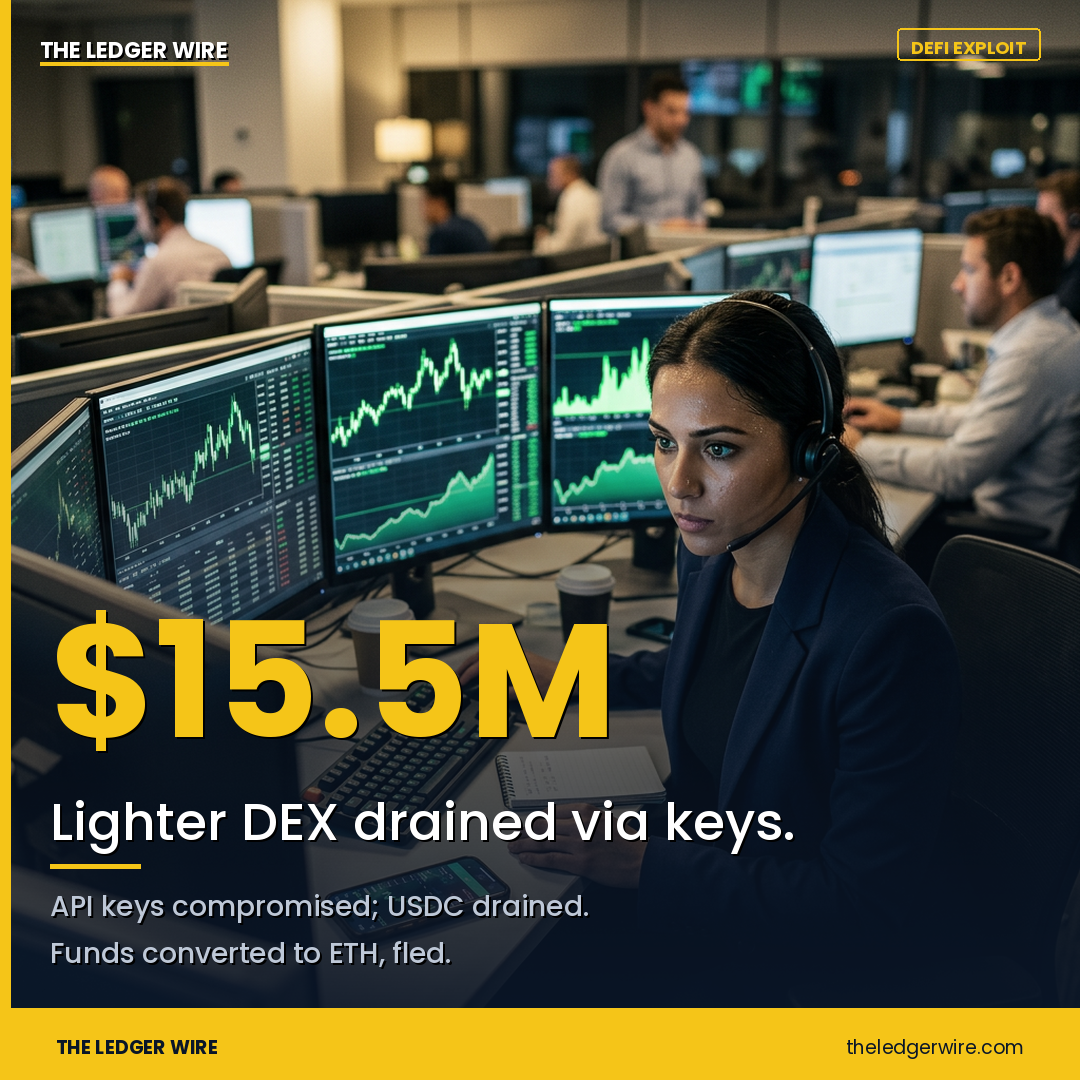 THE LEDGER WIRE
DEFI EXPLOIT
$15.5M
Lighter DEX drained via keys.
API keys compromised; USDC drained.
Funds converted to ETH, fled.
THE LEDGER WIRE
theledgerwire.com